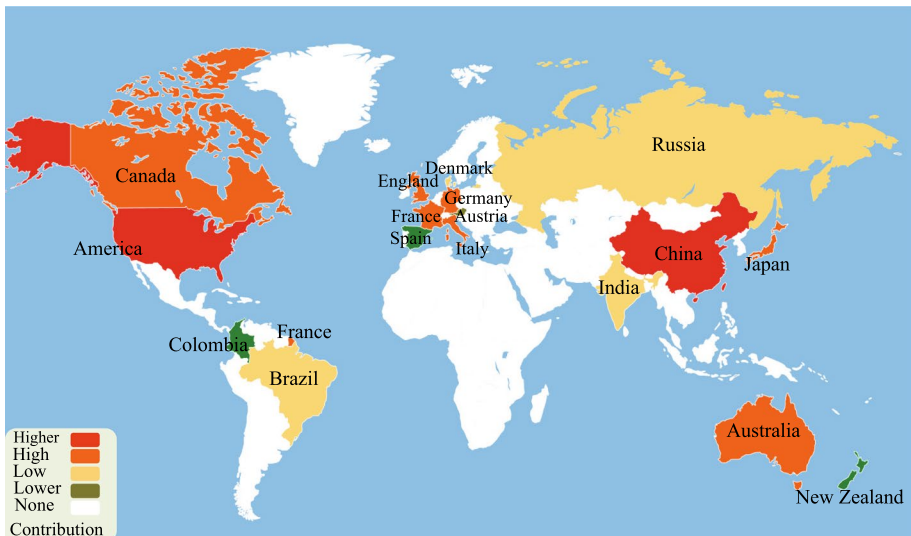 Russia
Denmark
Canada
England
Germany
France
Austria
Spain
America
Italy
China
Japan
India
France
Colombia
Brazil
Australia
Higher
High
Low
Lower
None
Contribution
New Zealand